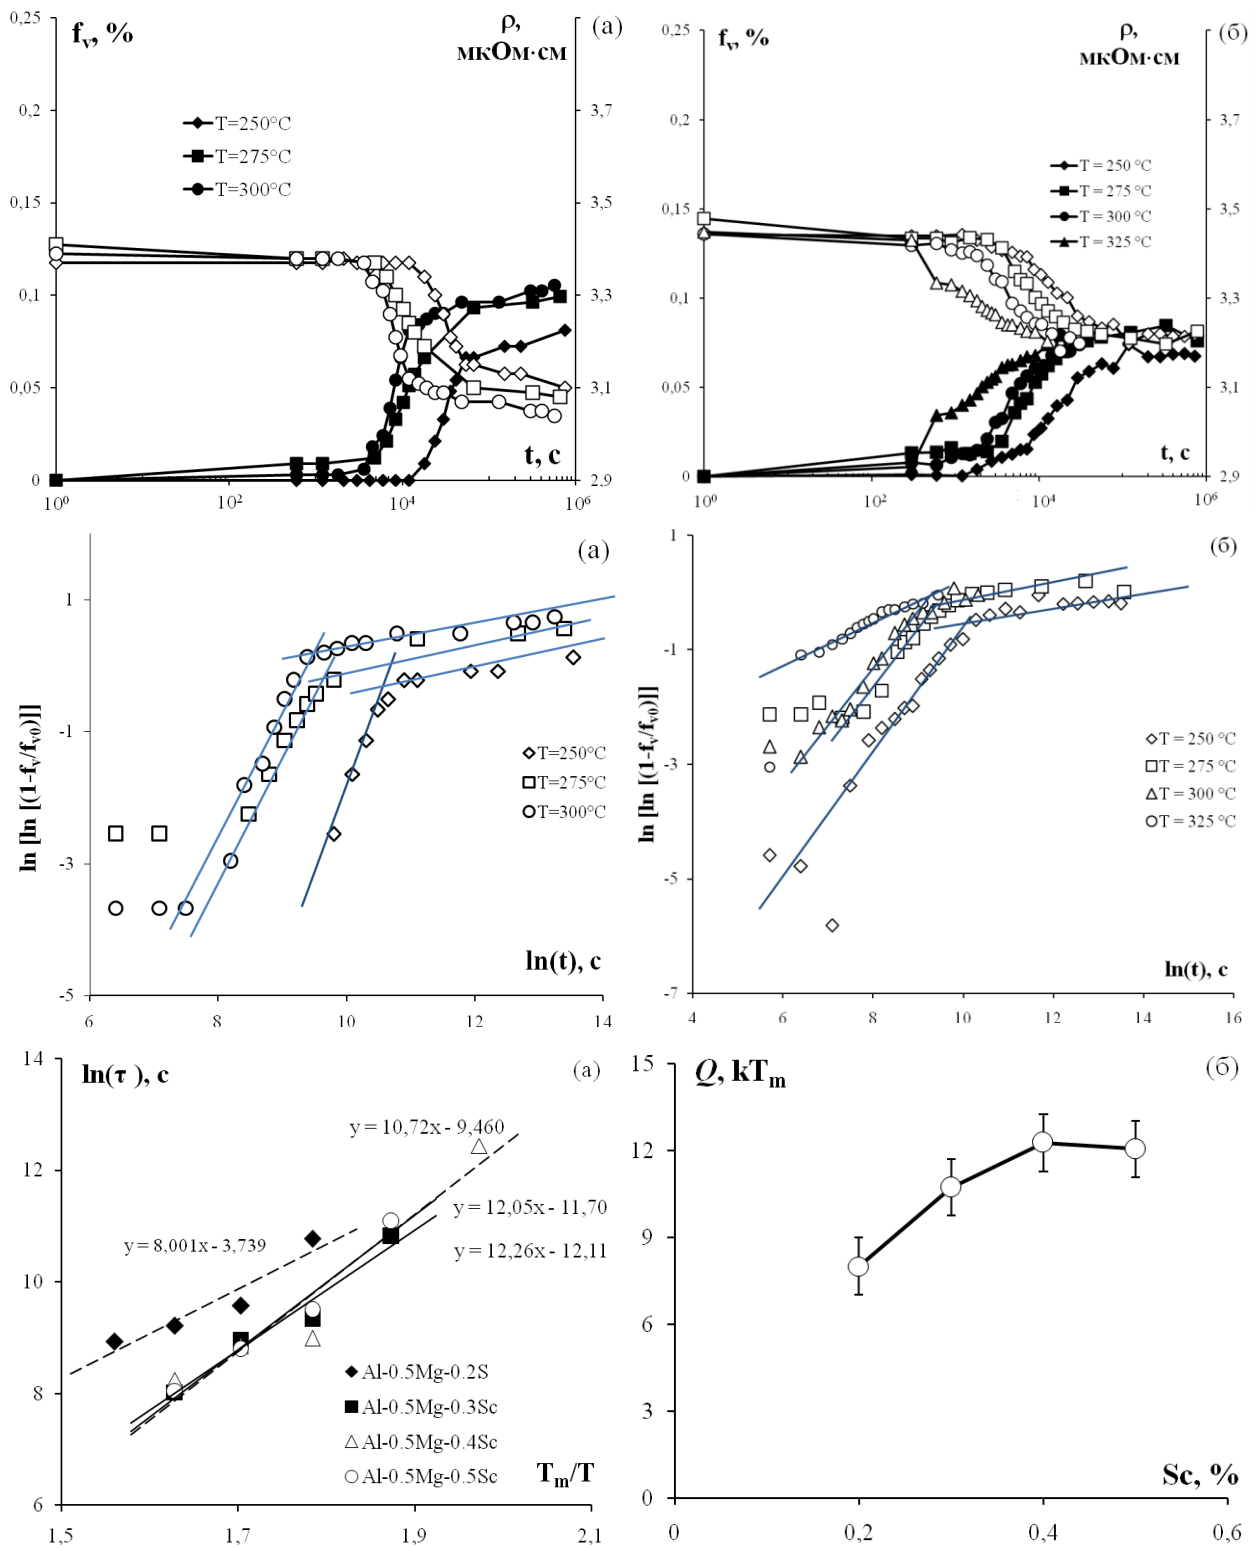 f_v, %
ρ,
мкОм·см
(а)
0,25
0,2
0,15
0,1
0,05
0
3,7
3,5
3,3
3,1
2,9
T=250°C
T=275°C
T=300°C
t, c
10⁰
10²
10⁴
10⁶
f_v, %
ρ,
мкОм·см
(б)
0,25
0,2
0,15
0,1
0,05
0
3,7
3,5
3,3
3,1
2,9
T = 250 °C
T = 275 °C
T = 300 °C
T = 325 °C
t, c
10⁰
10²
10⁴
10⁶
(а)
ln [ln [(1-f_v/f_v0)]]
1
-1
-3
-5
T=250°C
T=275°C
T=300°C
ln(t), c
6
8
10
12
14
(б)
ln [ln [(1-f_v/f_v0)]]
1
-1
-3
-5
-7
T = 250 °C
T = 275 °C
T = 300 °C
T = 325 °C
ln(t), c
4
6
8
10
12
14
16
ln(τ ), c
(а)
14
12
10
8
6
y = 10,72x - 9,460
y = 12,05x - 11,70
y = 8,001x - 3,739
y = 12,26x - 12,11
Al-0.5Mg-0.2S
Al-0.5Mg-0.3Sc
Al-0.5Mg-0.4Sc
Al-0.5Mg-0.5Sc
T_m/T
1,5
1,7
1,9
2,1
Q, kT_m
(б)
15
12
9
6
3
0
Sc, %
0
0,2
0,4
0,6